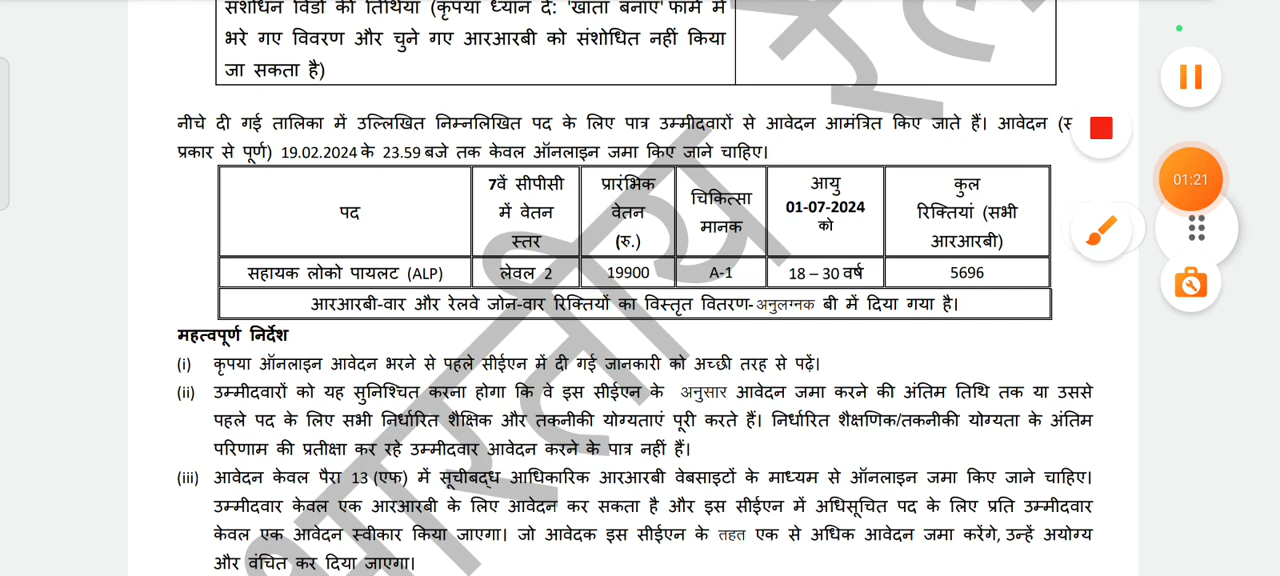 संशोधन विंडो की तिथियां (कृपया ध्यान दें: 'खाता बनाएं' फॉर्म में
भरे गए विवरण और चुने गए आरआरबी को संशोधित नहीं किया
जा सकता है)
नीचे दी गई तालिका में उल्लिखित निम्नलिखित पद के लिए पात्र उम्मीदवारों से आवेदन आमंत्रित किए जाते हैं। आवेदन
प्रकार से पूर्ण) 19.02.2024 के 23.59 बजे तक केवल ऑनलाइन जमा किए जाने चाहिए।
पद 7वें सीपीसी में वेतन स्तर प्रारंभिक वेतन (रु.) चिकित्सा मानक आयु 01-07-2024 को कुल रिक्तियां (सभी आरआरबी)
सहायक लोको पायलट (ALP) लेवल 2 19900 A-1 18 – 30 वर्ष 5696
आरआरबी-वार और रेलवे जोन-वार रिक्तियों का विस्तृत वितरण- अनुलग्नक बी में दिया गया है।
महत्वपूर्ण निर्देश
(i) कृपया ऑनलाइन आवेदन भरने से पहले सीईएन में दी गई जानकारी को अच्छी तरह से पढ़ें।
(ii) उम्मीदवारों को यह सुनिश्चित करना होगा कि वे इस सीईएन के अनुसार आवेदन जमा करने की अंतिम तिथि तक या उससे
पहले पद के लिए सभी निर्धारित शैक्षिक और तकनीकी योग्यताएं पूरी करते हैं। निर्धारित शैक्षणिक/तकनीकी योग्यता के अंतिम
परिणाम की प्रतीक्षा कर रहे उम्मीदवार आवेदन करने के पात्र नहीं हैं।
(iii) आवेदन केवल पैरा 13 (एफ) में सूचीबद्ध आधिकारिक आरआरबी वेबसाइटों के माध्यम से ऑनलाइन जमा किए जाने चाहिए।
उम्मीदवार केवल एक आरआरबी के लिए आवेदन कर सकता है और इस सीईएन में अधिसूचित पद के लिए प्रति उम्मीदवार
केवल एक आवेदन स्वीकार किया जाएगा। जो आवेदक इस सीईएन के तहत एक से अधिक आवेदन जमा करेंगे, उन्हें अयोग्य
और वंचित कर दिया जाएगा।
भारतीय रेल
01:21